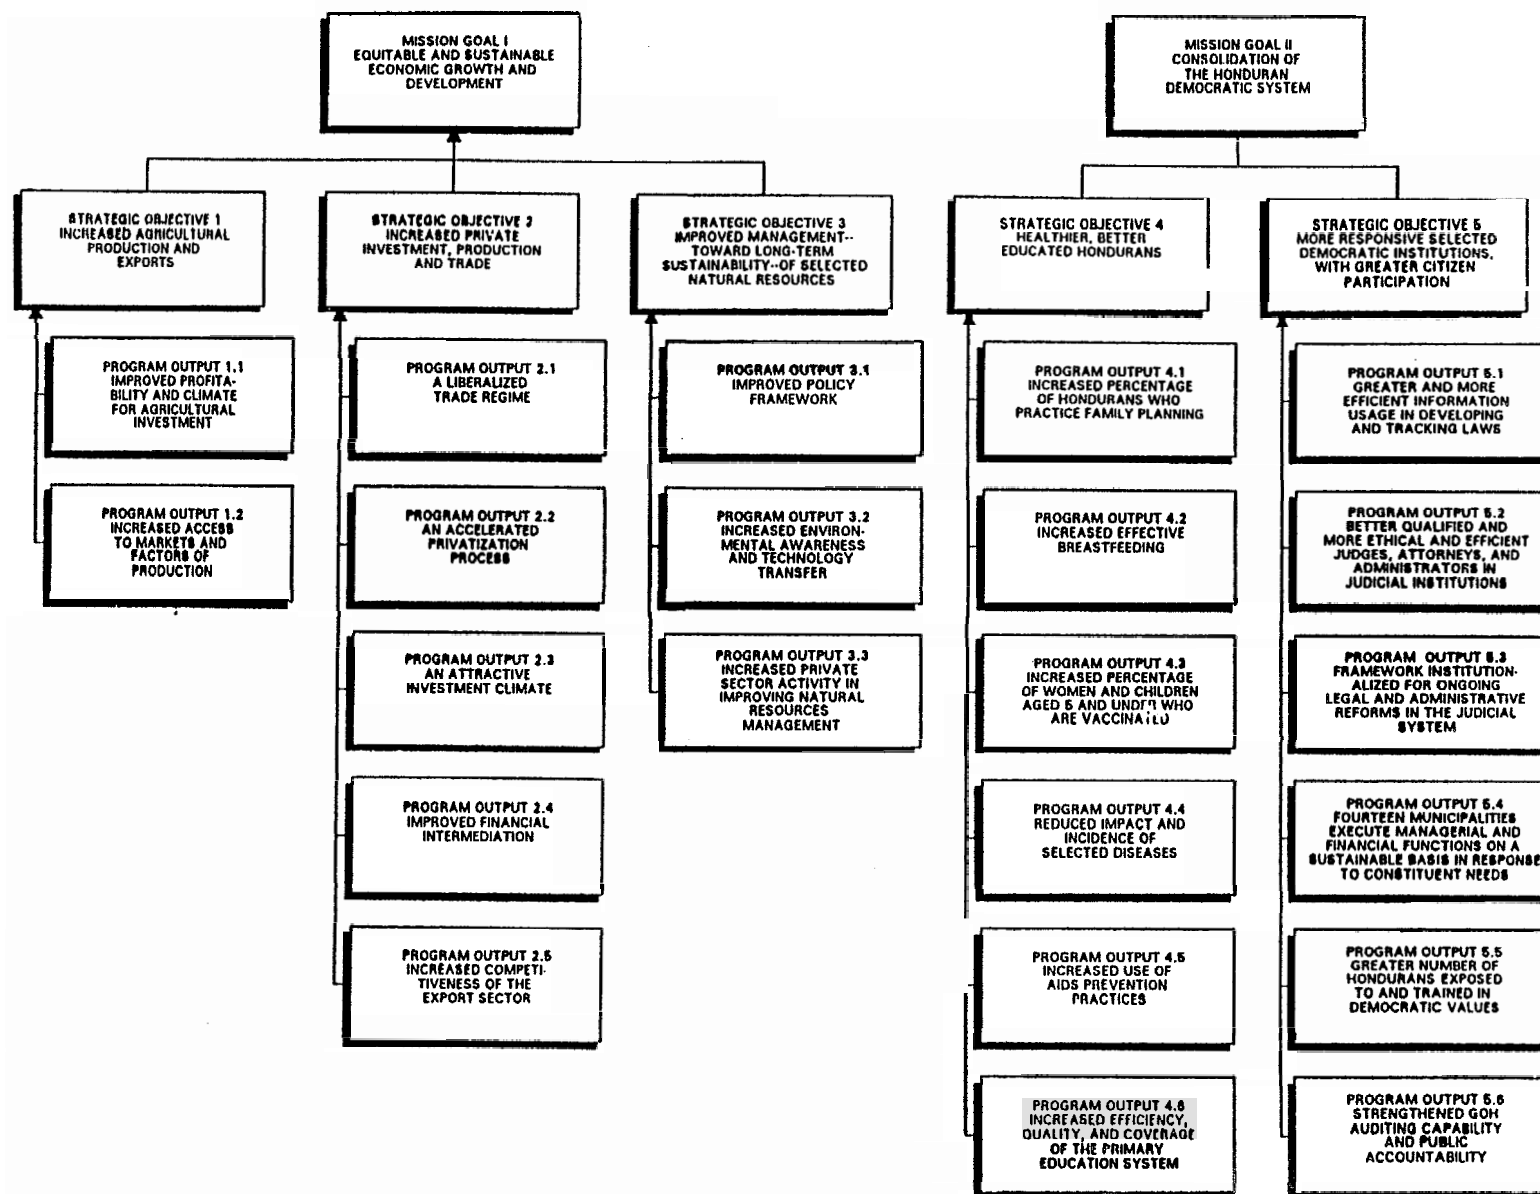 MISSION GOAL I
EQUITABLE AND SUSTAINABLE
ECONOMIC GROWTH AND
DEVELOPMENT
MISSION GOAL II
CONSOLIDATION OF
THE HONDURAN
DEMOCRATIC SYSTEM
STRATEGIC OBJECTIVE 1
INCREASED AGRICULTURAL
PRODUCTION AND
EXPORTS
STRATEGIC OBJECTIVE 2
INCREASED PRIVATE
INVESTMENT, PRODUCTION
AND TRADE
STRATEGIC OBJECTIVE 3
IMPROVED MANAGEMENT--
TOWARD LONG-TERM
SUSTAINABILITY--OF SELECTED
NATURAL RESOURCES
STRATEGIC OBJECTIVE 4
HEALTHIER, BETTER
EDUCATED HONDURANS
STRATEGIC OBJECTIVE 5
MORE RESPONSIVE SELECTED
DEMOCRATIC INSTITUTIONS,
WITH GREATER CITIZEN
PARTICIPATION
PROGRAM OUTPUT 1.1
IMPROVED PROFITA-
BILITY AND CLIMATE
FOR AGRICULTURAL
INVESTMENT
PROGRAM OUTPUT 1.2
INCREASED ACCESS
TO MARKETS AND
FACTORS OF
PRODUCTION
PROGRAM OUTPUT 2.1
A LIBERALIZED
TRADE REGIME
PROGRAM OUTPUT 2.2
AN ACCELERATED
PRIVATIZATION
PROCESS
PROGRAM OUTPUT 2.3
AN ATTRACTIVE
INVESTMENT CLIMATE
PROGRAM OUTPUT 2.4
IMPROVED FINANCIAL
INTERMEDIATION
PROGRAM OUTPUT 2.5
INCREASED COMPETI-
TIVENESS OF THE
EXPORT SECTOR
PROGRAM OUTPUT 3.1
IMPROVED POLICY
FRAMEWORK
PROGRAM OUTPUT 3.2
INCREASED ENVIRON-
MENTAL AWARENESS
AND TECHNOLOGY
TRANSFER
PROGRAM OUTPUT 3.3
INCREASED PRIVATE
SECTOR ACTIVITY IN
IMPROVING NATURAL
RESOURCES
MANAGEMENT
PROGRAM OUTPUT 4.1
INCREASED PERCENTAGE
OF HONDURANS WHO
PRACTICE FAMILY PLANNING
PROGRAM OUTPUT 4.2
INCREASED EFFECTIVE
BREASTFEEDING
PROGRAM OUTPUT 4.3
INCREASED PERCENTAGE
OF WOMEN AND CHILDREN
AGED 5 AND UNDER WHO
ARE VACCINATED
PROGRAM OUTPUT 4.4
REDUCED IMPACT AND
INCIDENCE OF
SELECTED DISEASES
PROGRAM OUTPUT 4.5
INCREASED USE OF
AIDS PREVENTION
PRACTICES
PROGRAM OUTPUT 4.6
INCREASED EFFICIENCY,
QUALITY, AND COVERAGE
OF THE PRIMARY
EDUCATION SYSTEM
PROGRAM OUTPUT 5.1
GREATER AND MORE
EFFICIENT INFORMATION
USAGE IN DEVELOPING
AND TRACKING LAWS
PROGRAM OUTPUT 5.2
BETTER QUALIFIED AND
MORE ETHICAL AND EFFICIENT
JUDGES, ATTORNEYS, AND
ADMINISTRATORS IN
JUDICIAL INSTITUTIONS
PROGRAM OUTPUT 5.3
FRAMEWORK INSTITUTION-
ALIZED FOR ONGOING
LEGAL AND ADMINISTRATIVE
REFORMS IN THE JUDICIAL
SYSTEM
PROGRAM OUTPUT 5.4
FOURTEEN MUNICIPALITIES
EXECUTE MANAGERIAL AND
FINANCIAL FUNCTIONS ON A
SUSTAINABLE BASIS IN RESPONSE
TO CONSTITUENT NEEDS
PROGRAM OUTPUT 5.5
GREATER NUMBER OF
HONDURANS EXPOSED
TO AND TRAINED IN
DEMOCRATIC VALUES
PROGRAM OUTPUT 5.6
STRENGTHENED GOH
AUDITING CAPABILITY
AND PUBLIC
ACCOUNTABILITY